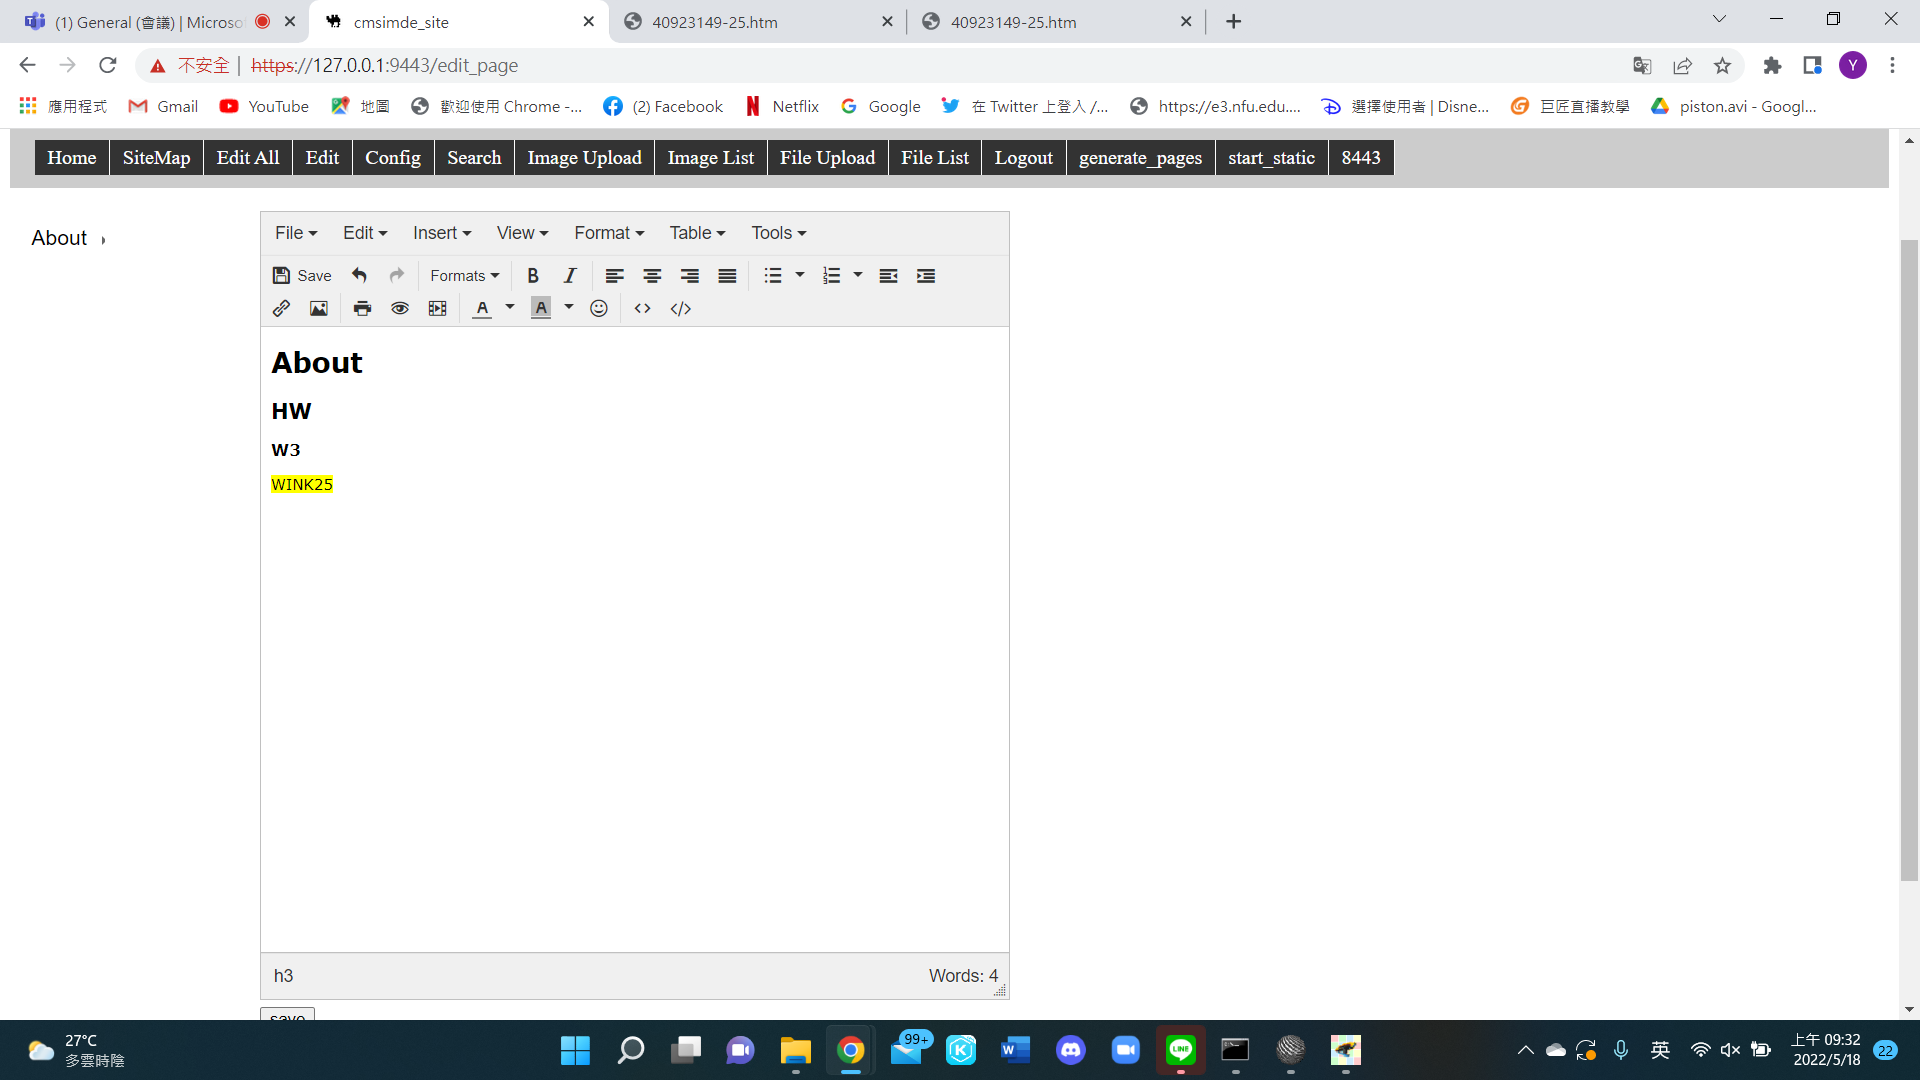 (1) General (會議) | Microso
cmsimde_site
40923149-25.htm
40923149-25.htm
不安全 | https://127.0.0.1:9443/edit_page
Y
應用程式
Gmail
YouTube
地圖
歡迎使用 Chrome -...
(2) Facebook
Netflix
Google
在 Twitter 上登入 /...
https://e3.nfu.edu....
選擇使用者 | Disne...
巨匠直播教學
piston.avi - Googl...
Home
SiteMap
Edit All
Edit
Config
Search
Image Upload
Image List
File Upload
File List
Logout
generate_pages
start_static
8443
About
File
Edit
Insert
View
Format
Table
Tools
Save
Formats
About
HW
W3
WINK25
h3
Words: 4
save
27°C
多雲時陰
99+
英
上午 09:32
2022/5/18
22